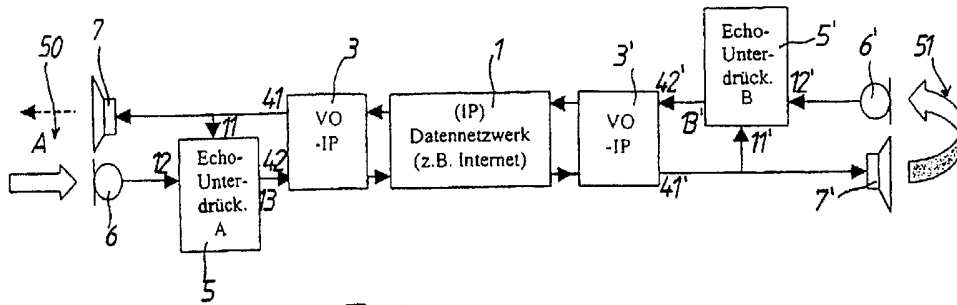 50
7
3
1
3'
Echo-
Unter-
drück.
B
5'
6'
51
A
41
11
VO
-IP
(IP)
Datennetzwerk
(z.B. Internet)
VO
-IP
42'
B'
12'
11'
12
Echo-
Unter-
drück.
A
42
13
41'
7'
6
5